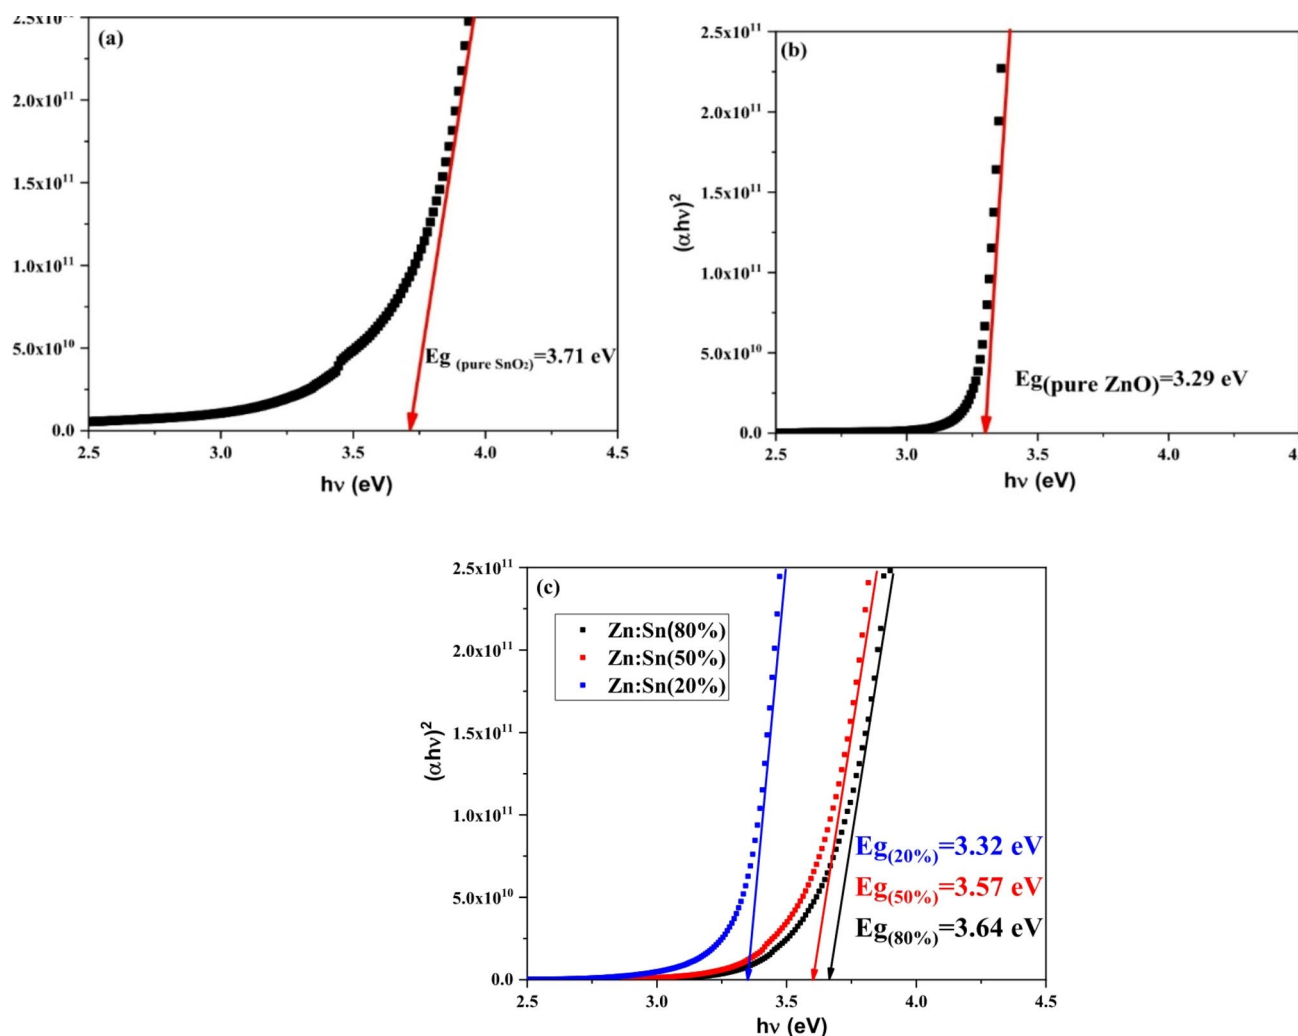 2.5x10¹¹
(a)
2.0x10¹¹
1.5x10¹¹
1.0x10¹¹
5.0x10¹⁰
0.0
Eg (pure SnO₂)=3.71 eV
2.5 3.0 3.5 4.0 4.5
hν (eV)
2.5x10¹¹
(b)
2.0x10¹¹
1.5x10¹¹
1.0x10¹¹
5.0x10¹⁰
0.0
(αhν)²
Eg(pure ZnO)=3.29 eV
2.5 3.0 3.5 4.0
hν (eV)
2.5x10¹¹
(c)
2.0x10¹¹
1.5x10¹¹
1.0x10¹¹
5.0x10¹⁰
0.0
(αhν)²
Zn:Sn(80%)
Zn:Sn(50%)
Zn:Sn(20%)
Eg(20%)=3.32 eV
Eg(50%)=3.57 eV
Eg(80%)=3.64 eV
2.5 3.0 3.5 4.0 4.5
hν (eV)